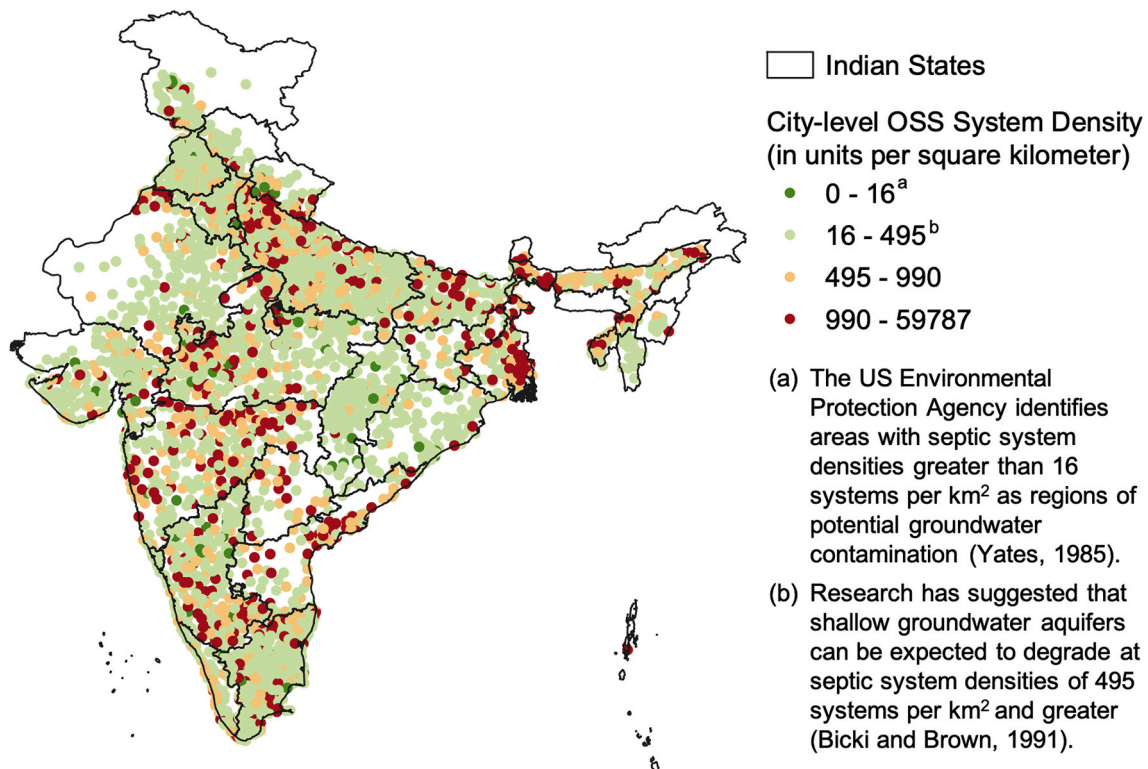 Indian States
City-level OSS System Density
(in units per square kilometer)
0 - 16a
16 - 495b
495 - 990
990 - 59787
(a) The US Environmental
Protection Agency identifies
areas with septic system
densities greater than 16
systems per km2 as regions of
potential groundwater
contamination (Yates, 1985).
(b) Research has suggested that
shallow groundwater aquifers
can be expected to degrade at
septic system densities of 495
systems per km2 and greater
(Bicki and Brown, 1991).